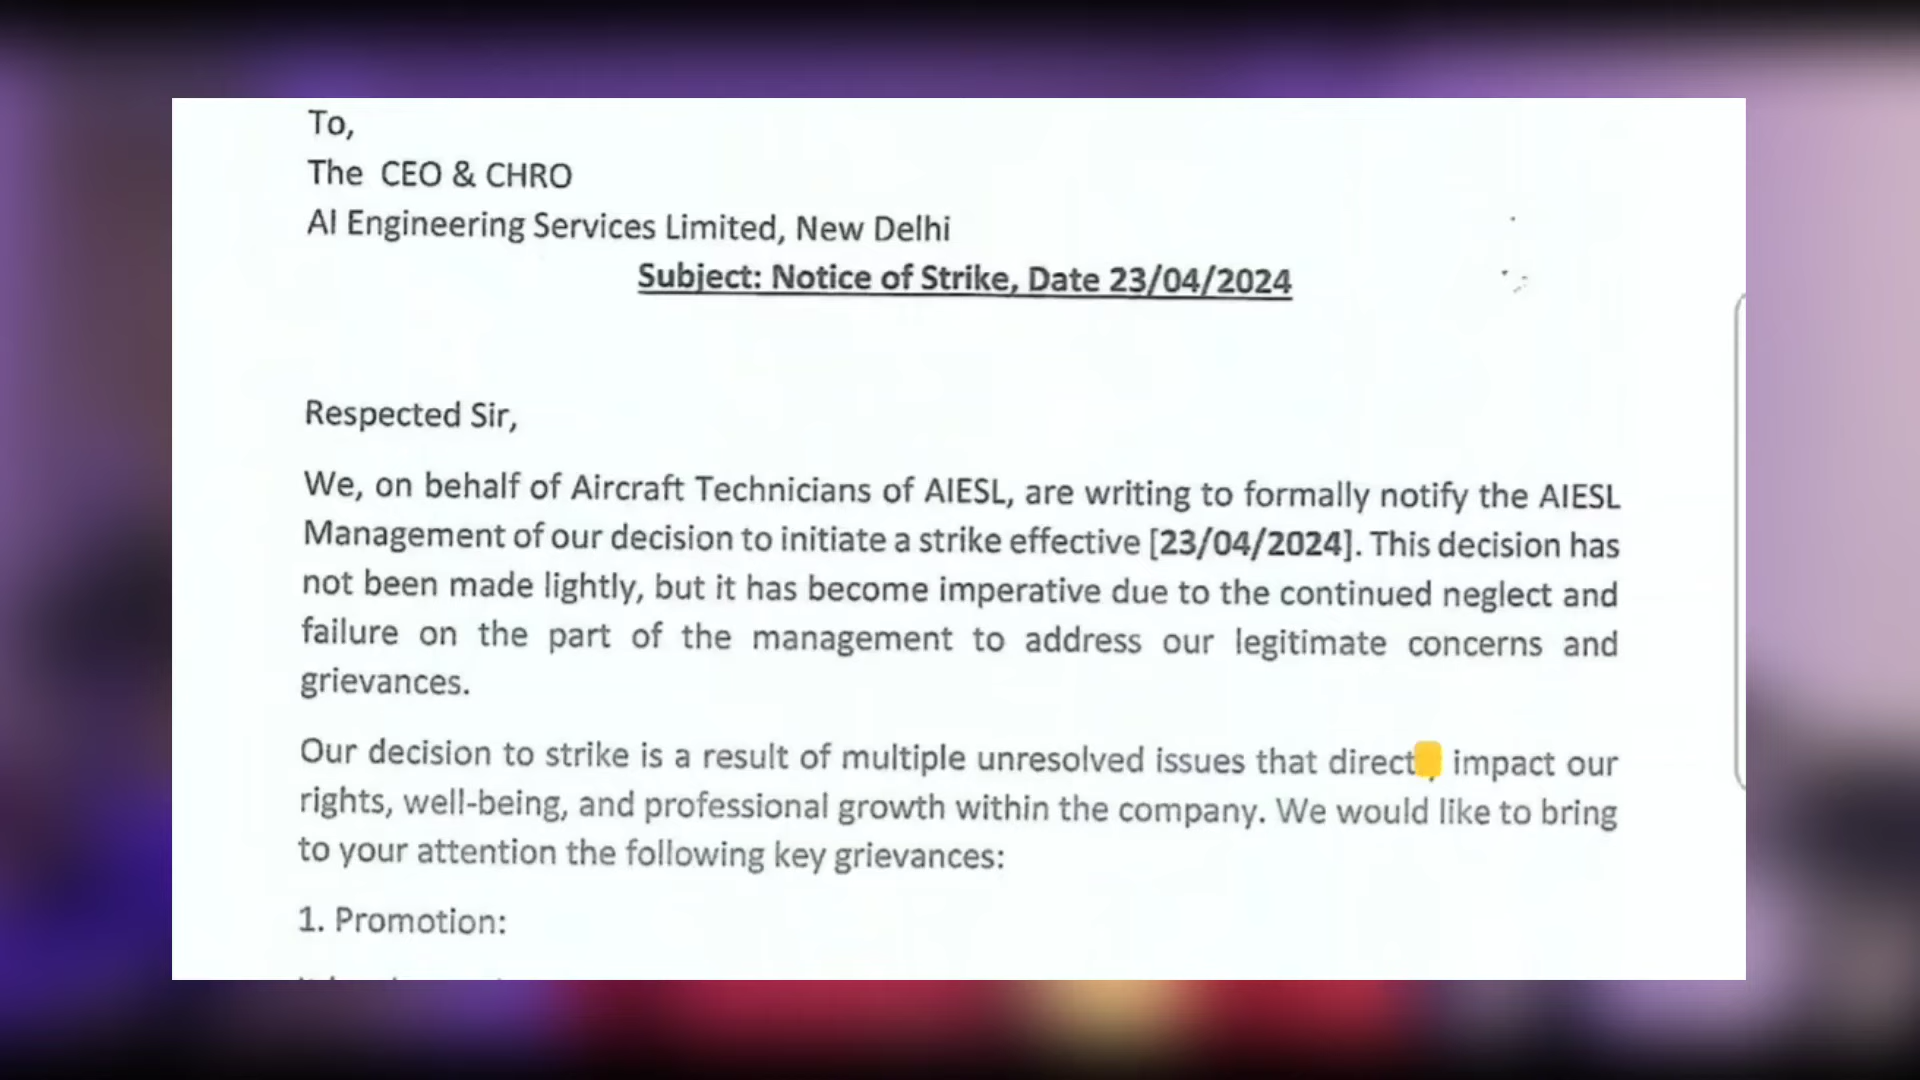 To,
The CEO & CHRO
AI Engineering Services Limited, New Delhi
Subject: Notice of Strike, Date 23/04/2024
Respected Sir,
We, on behalf of Aircraft Technicians of AIESL, are writing to formally notify the AIESL
Management of our decision to initiate a strike effective [23/04/2024]. This decision has
not been made lightly, but it has become imperative due to the continued neglect and
failure on the part of the management to address our legitimate concerns and
grievances.
Our decision to strike is a result of multiple unresolved issues that impact our
rights, well-being, and professional growth within the company. We would like to bring
to your attention the following key grievances:
1. Promotion: